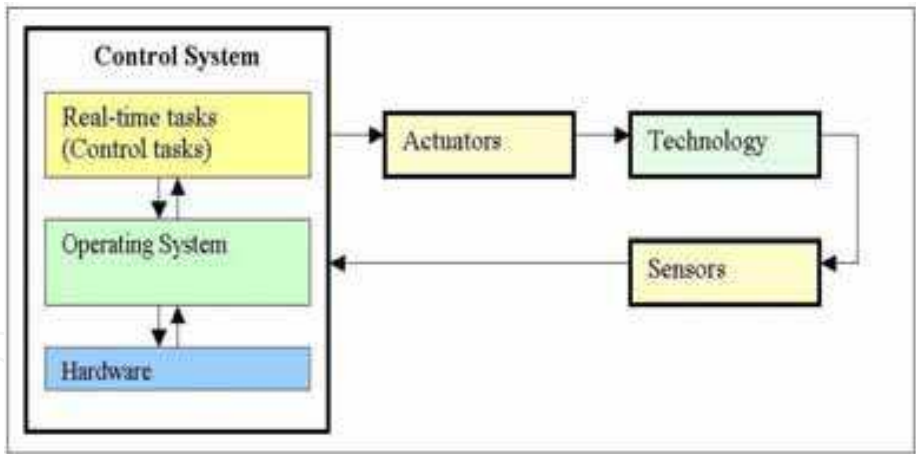 Control System
Real-time tasks
(Control tasks)
Actuators
Technology
Operating System
Sensors
Hardware